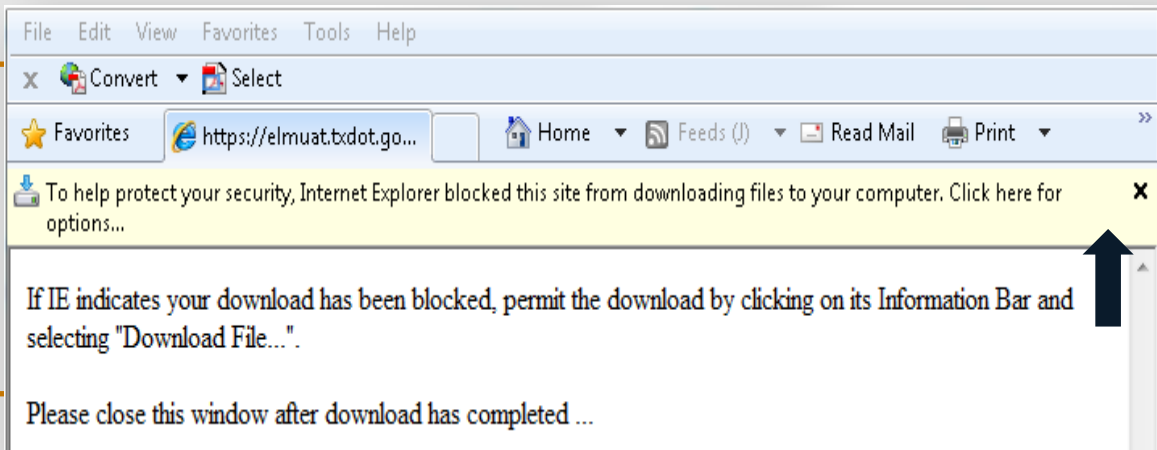 File Edit View Favorites Tools Help
x Convert Select
Favorites https://elmuat.txdot.go... Home Feeds (J) Read Mail Print »
To help protect your security, Internet Explorer blocked this site from downloading files to your computer. Click here for
options...
If IE indicates your download has been blocked, permit the download by clicking on its Information Bar and
selecting "Download File...".
Please close this window after download has completed ...